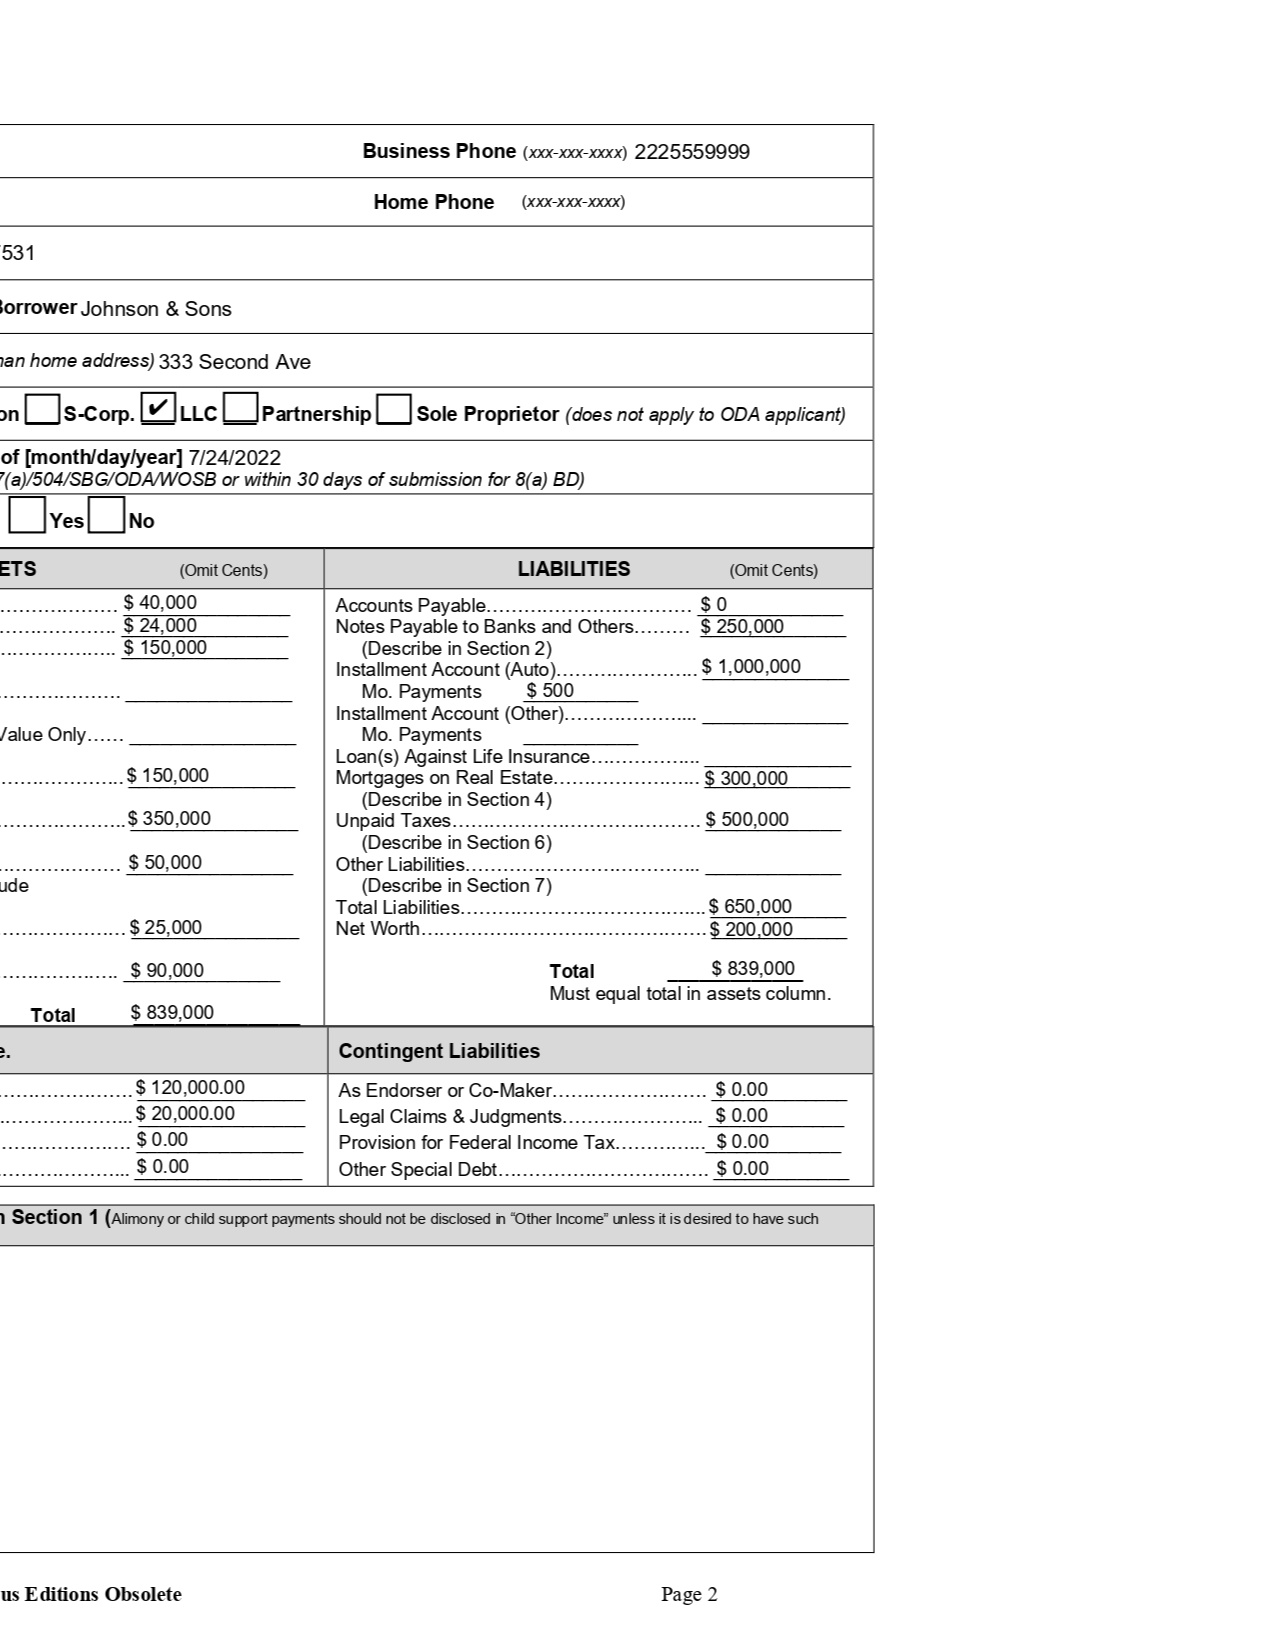 Business Phone (xxx-xxx-xxxx) 2225559999
Home Phone (xxx-xxx-xxxx)
531
Borrower Johnson & Sons
han home address) 333 Second Ave
on S-Corp. ✔ LLC Partnership Sole Proprietor (does not apply to ODA applicant)
of [month/day/year] 7/24/2022
7(a)/504/SBG/ODA/WOSB or within 30 days of submission for 8(a) BD)
Yes No
ETS (Omit Cents)
$ 40,000
$ 24,000
$ 150,000
Value Only……
$ 150,000
$ 350,000
$ 50,000
ude
$ 25,000
$ 90,000
Total $ 839,000
LIABILITIES (Omit Cents)
Accounts Payable…………………………… $ 0
Notes Payable to Banks and Others……… $ 250,000
(Describe in Section 2)
Installment Account (Auto)………………….. $ 1,000,000
Mo. Payments $ 500
Installment Account (Other)………………....
Mo. Payments
Loan(s) Against Life Insurance……………...
Mortgages on Real Estate…………………... $ 300,000
(Describe in Section 4)
Unpaid Taxes………………………………… $ 500,000
(Describe in Section 6)
Other Liabilities……………………………...
(Describe in Section 7)
Total Liabilities………………………………... $ 650,000
Net Worth……………………………………… $ 200,000
Total $ 839,000
Must equal total in assets column.
e.
$ 120,000.00
$ 20,000.00
$ 0.00
$ 0.00
Contingent Liabilities
As Endorser or Co-Maker…………………… $ 0.00
Legal Claims & Judgments………………….. $ 0.00
Provision for Federal Income Tax………….. $ 0.00
Other Special Debt…………………………… $ 0.00
n Section 1 (Alimony or child support payments should not be disclosed in “Other Income” unless it is desired to have such
us Editions Obsolete Page 2